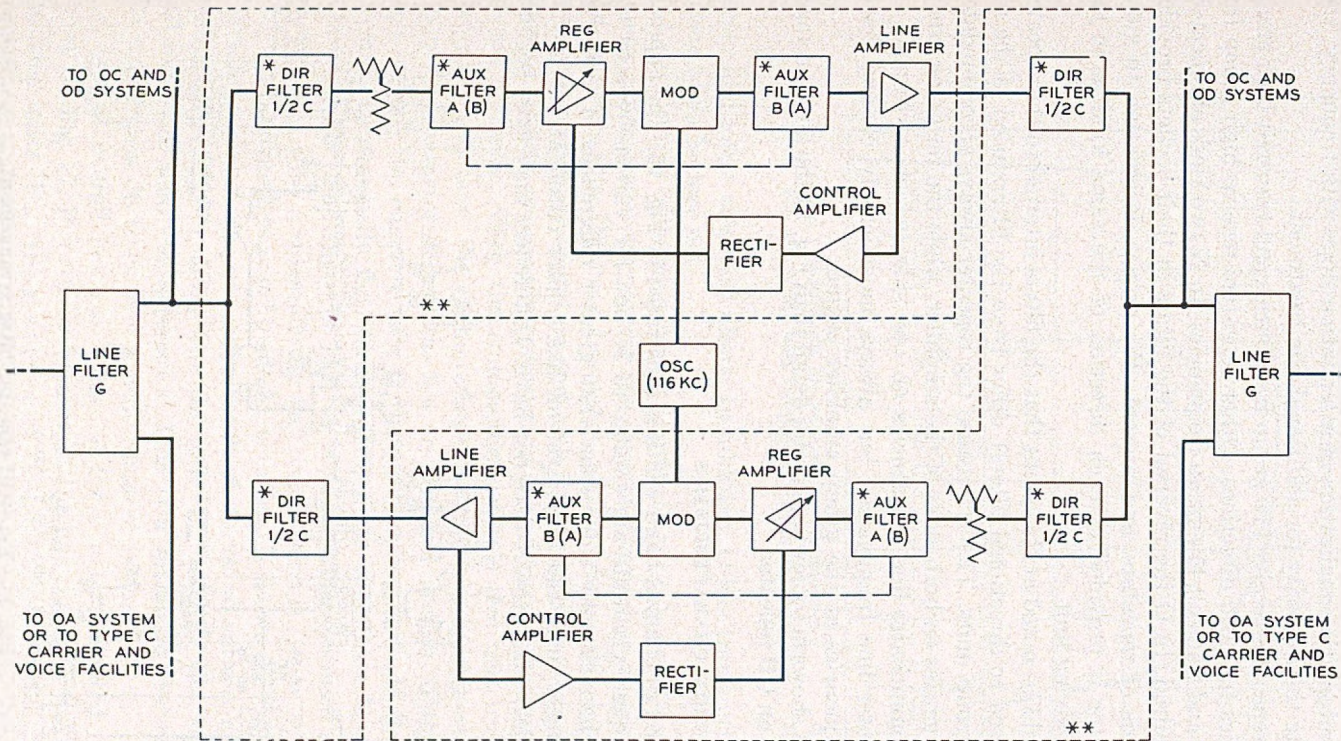 REG
AMPLIFIER
LINE
AMPLIFIER
TO OC AND
OD SYSTEMS
* DIR
FILTER
1/2 C
* AUX
FILTER
A (B)
MOD
* AUX
FILTER
B (A)
* DIR
FILTER
1/2 C
TO OC AND
OD SYSTEMS
CONTROL
AMPLIFIER
RECTI-
FIER
**
LINE
FILTER
G
OSC
(116 KC)
LINE
FILTER
G
LINE
AMPLIFIER
REG
AMPLIFIER
* DIR
FILTER
1/2 C
* AUX
FILTER
B (A)
MOD
* AUX
FILTER
A (B)
* DIR
FILTER
1/2 C
TO OA SYSTEM
OR TO TYPE C
CARRIER AND
VOICE FACILITIES
CONTROL
AMPLIFIER
RECTI-
FIER
TO OA SYSTEM
OR TO TYPE C
CARRIER AND
VOICE FACILITIES
**